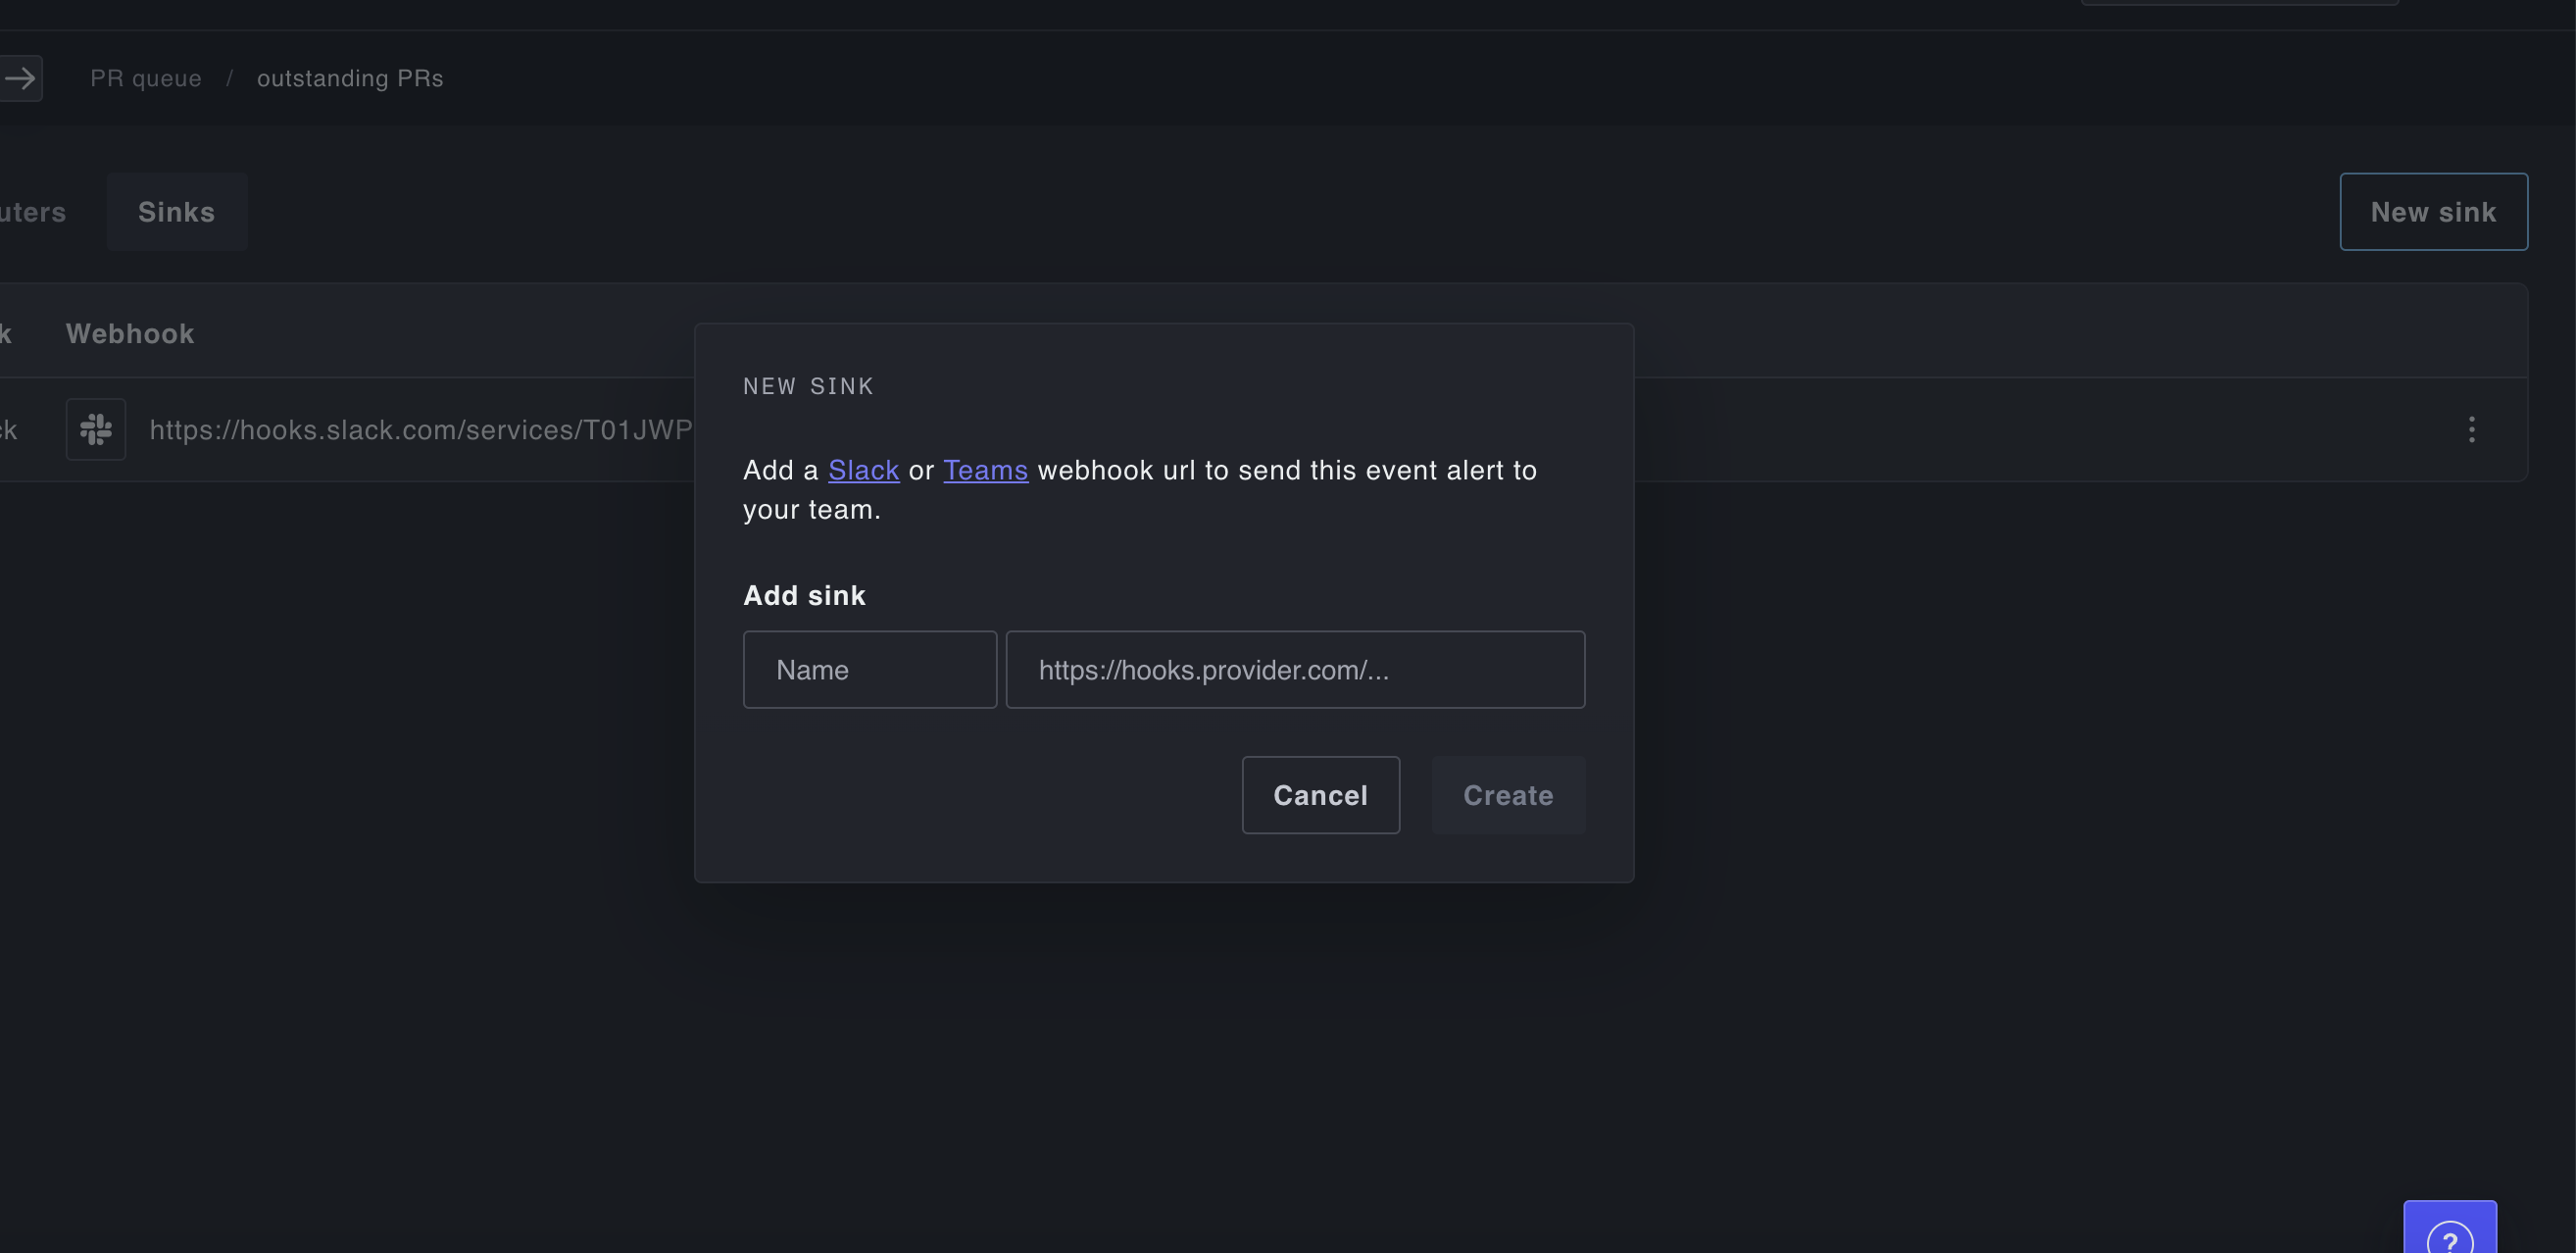 PR queue / outstanding PRs
uters Sinks New sink
k Webhook
ck https://hooks.slack.com/services/T01JWP
NEW SINK
Add a Slack or Teams webhook url to send this event alert to
your team.
Add sink
Name https://hooks.provider.com/...
Cancel Create
?